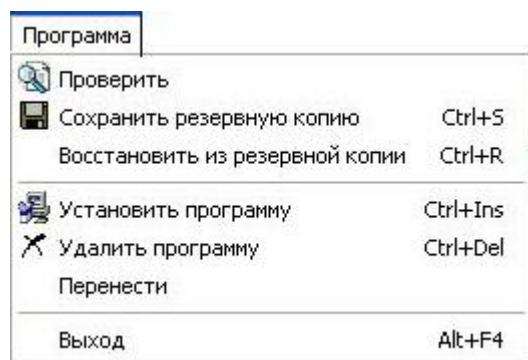 Программа
Проверить
Сохранить резервную копию Ctrl+S
Восстановить из резервной копии Ctrl+R
Установить программу Ctrl+Ins
Удалить программу Ctrl+Del
Перенести
Выход Alt+F4